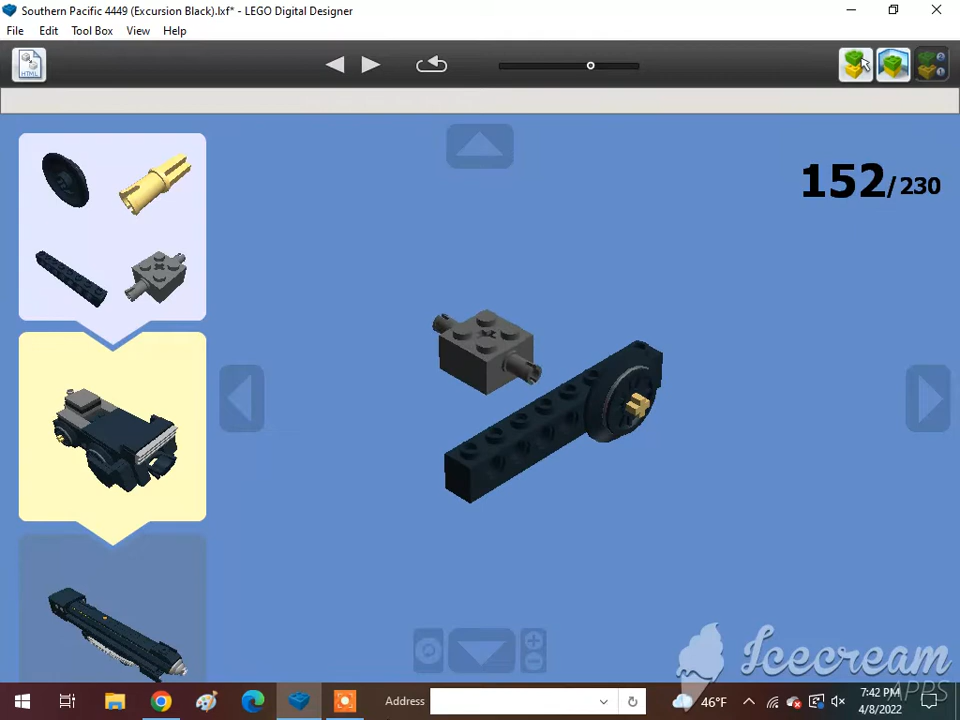 Southern Pacific 4449 (Excursion Black).lxf* - LEGO Digital Designer
File Edit Tool Box View Help
HTML
152/230
Icecream
APPS
Address
46°F
7:42 PM
4/8/2022